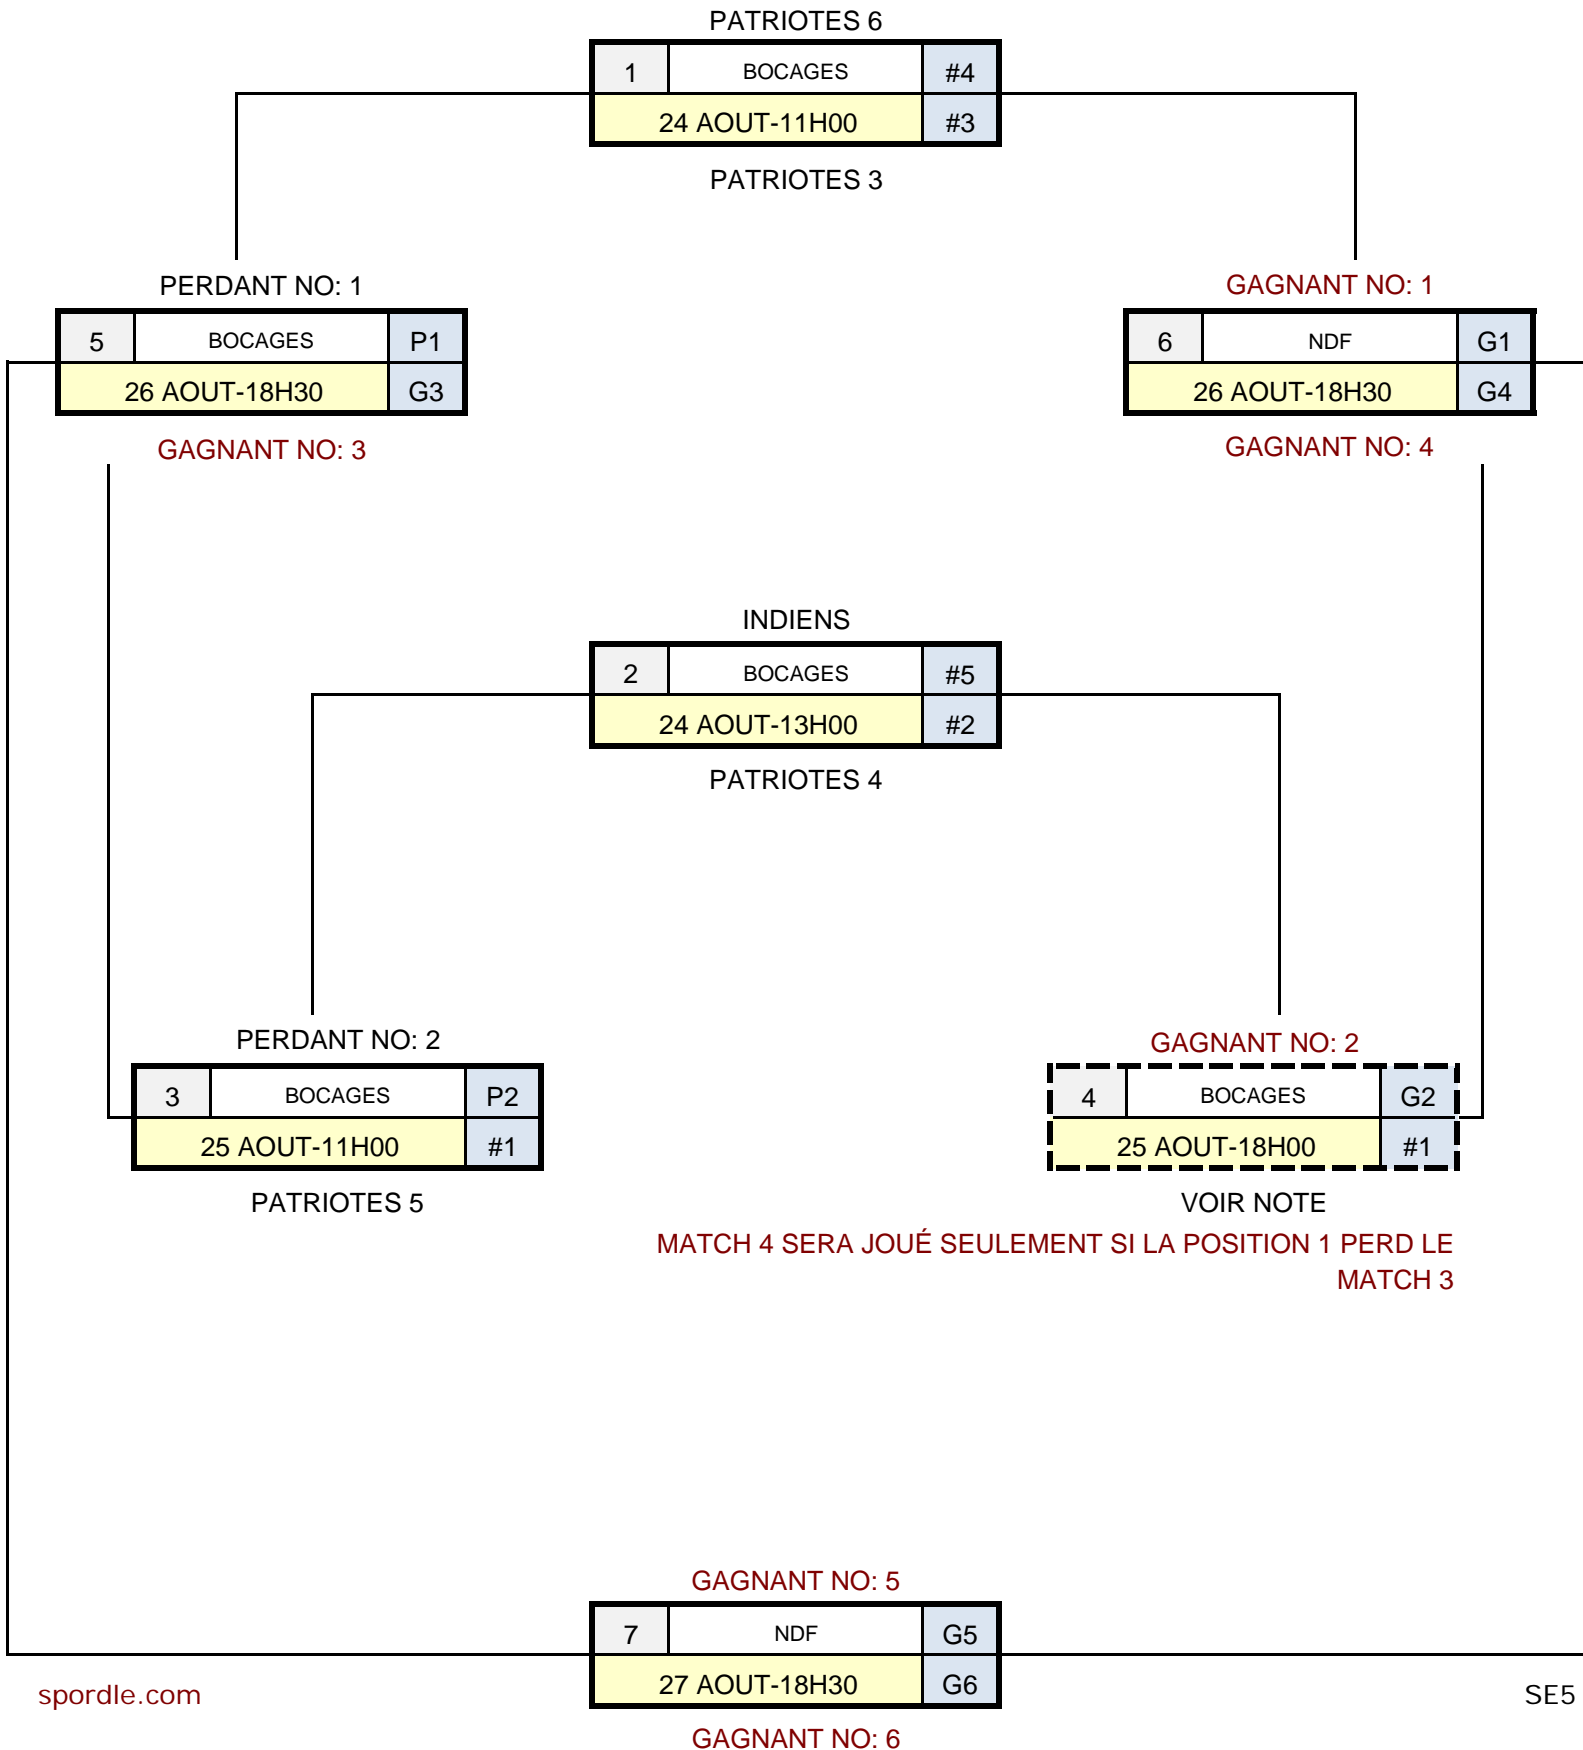 PATRIOTES 6
1 BOCAGES #4
24 AOUT-11H00 #3
PATRIOTES 3
PERDANT NO: 1
5 BOCAGES P1
26 AOUT-18H30 G3
GAGNANT NO: 3
GAGNANT NO: 1
6 NDF G1
26 AOUT-18H30 G4
GAGNANT NO: 4
INDIENS
2 BOCAGES #5
24 AOUT-13H00 #2
PATRIOTES 4
PERDANT NO: 2
3 BOCAGES P2
25 AOUT-11H00 #1
PATRIOTES 5
GAGNANT NO: 2
4 BOCAGES G2
25 AOUT-18H00 #1
VOIR NOTE
MATCH 4 SERA JOUÉ SEULEMENT SI LA POSITION 1 PERD LE
MATCH 3
GAGNANT NO: 5
7 NDF G5
27 AOUT-18H30 G6
GAGNANT NO: 6
spordle.com
SE5